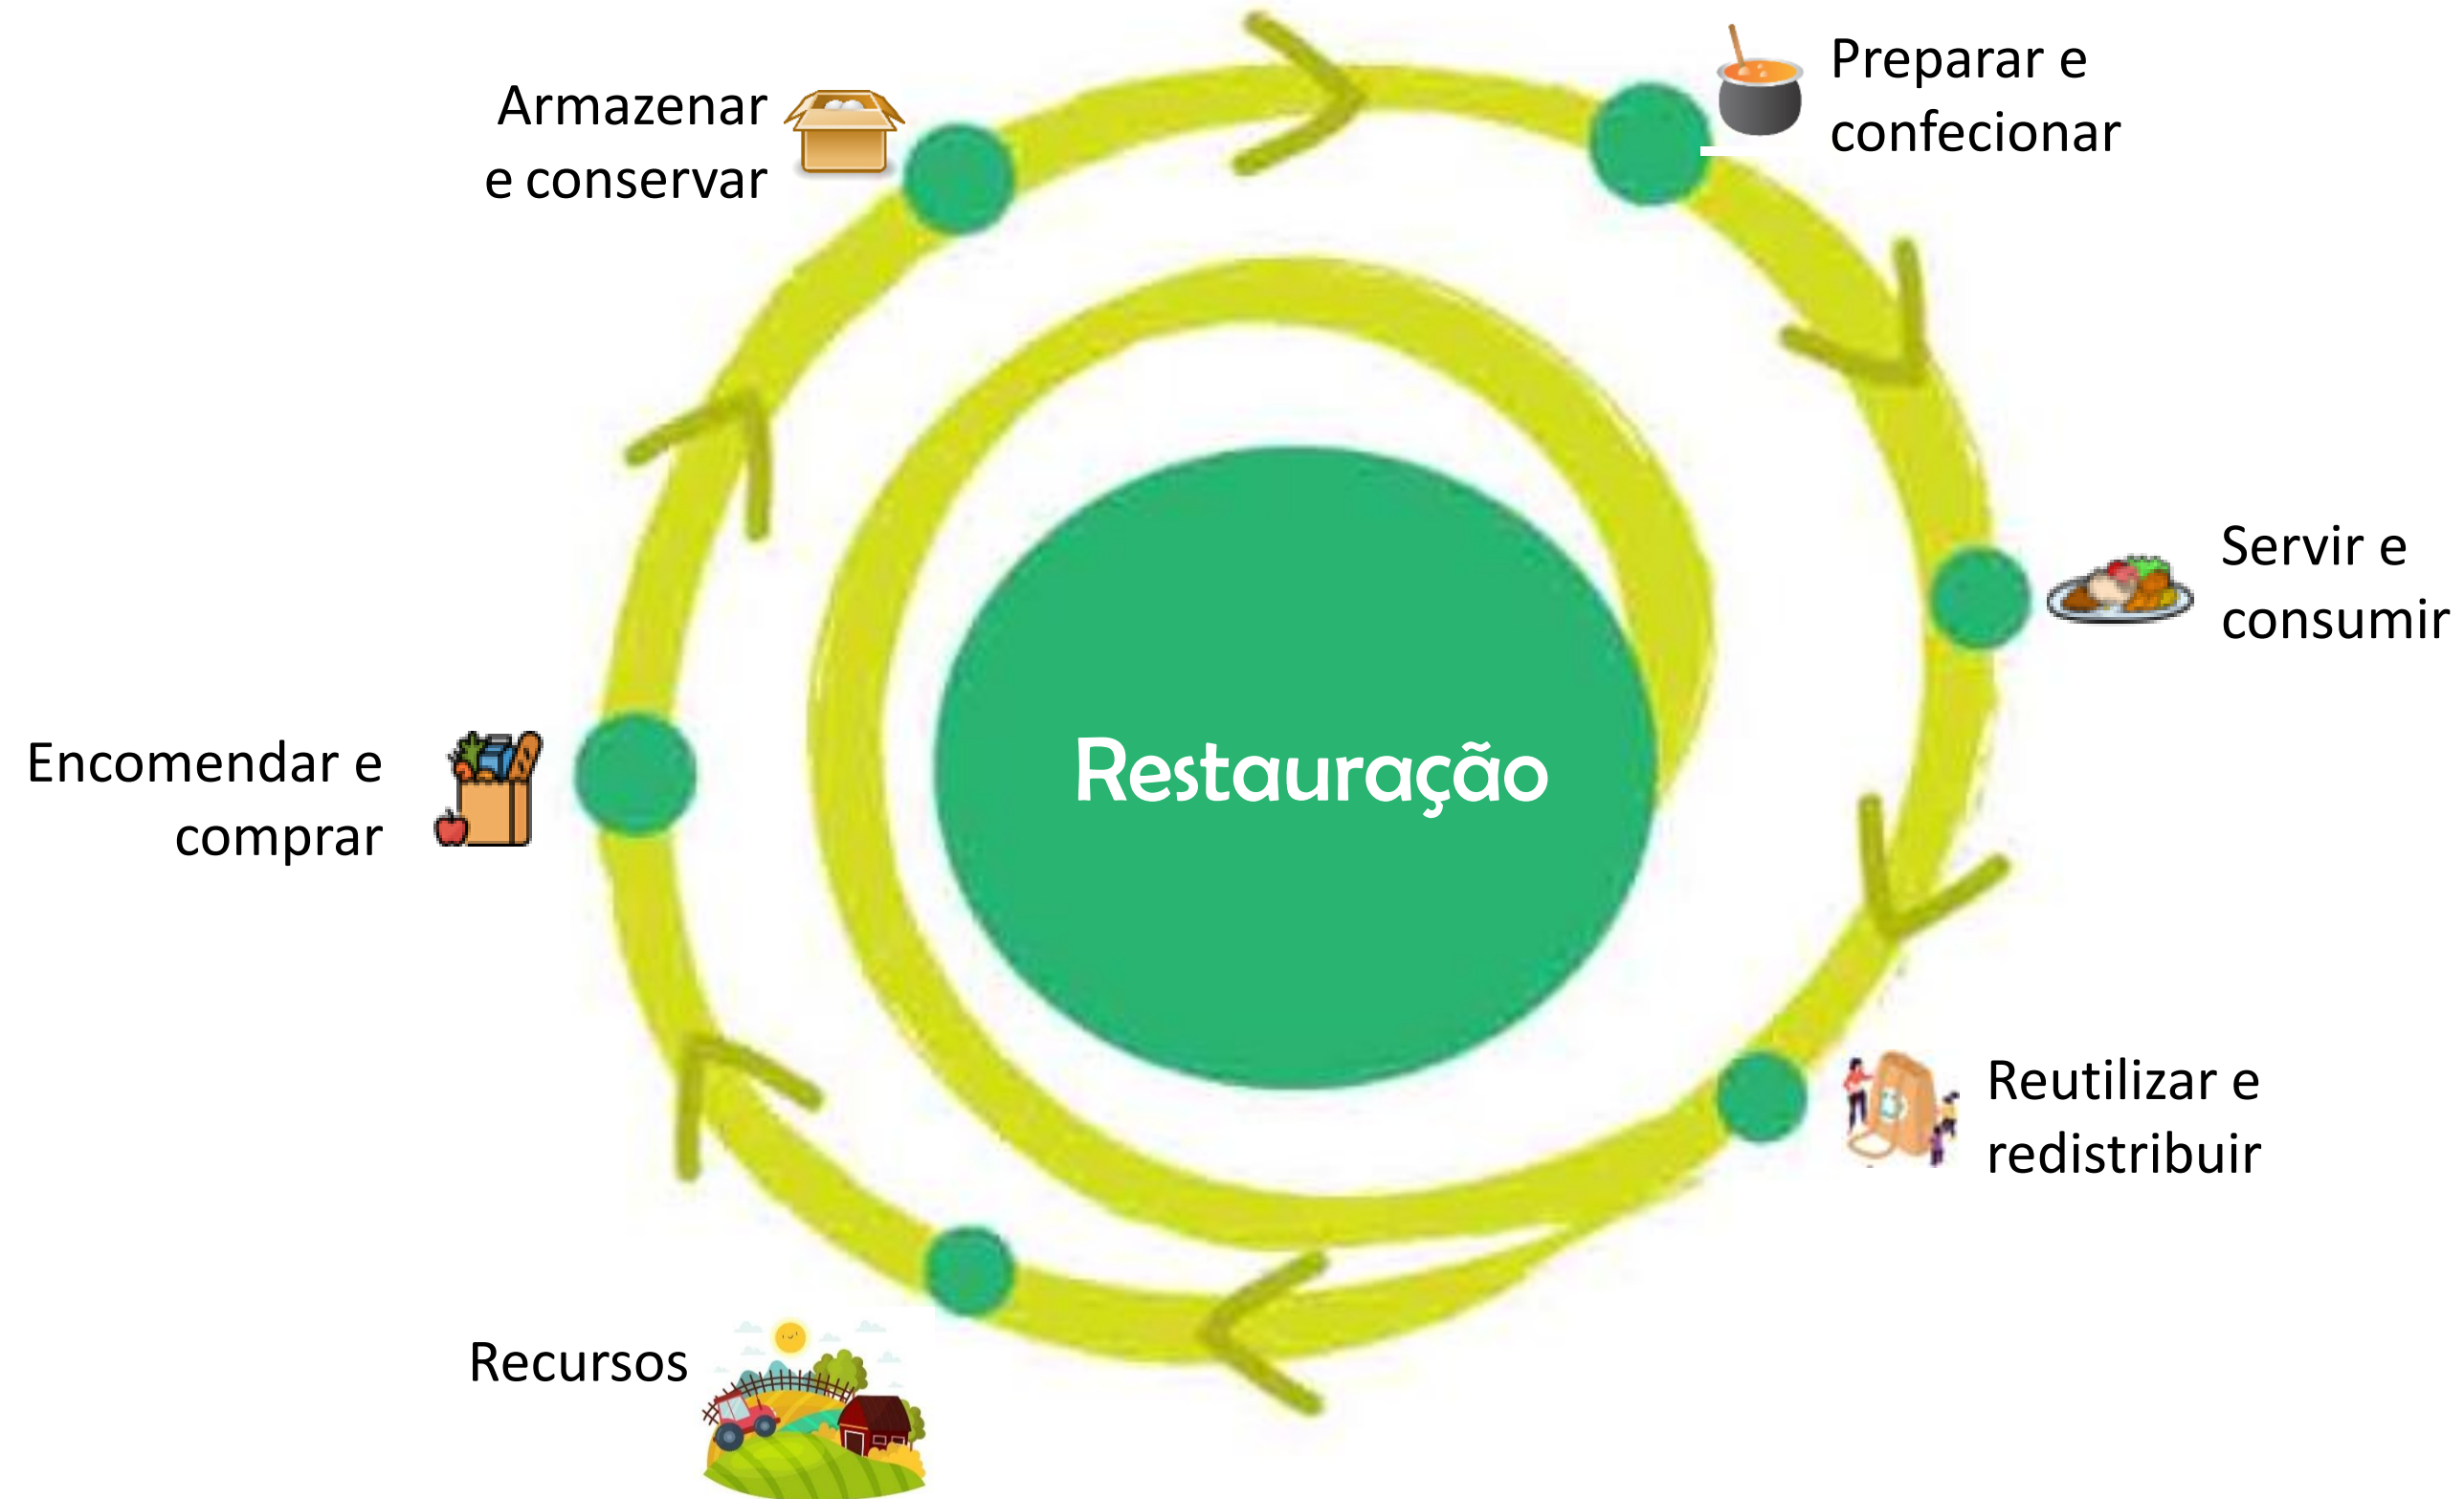 Armazenar
e conservar
Preparar e
confecionar
Servir e
consumir
Encomendar e
comprar
Restauração
Reutilizar e
redistribuir
Recursos